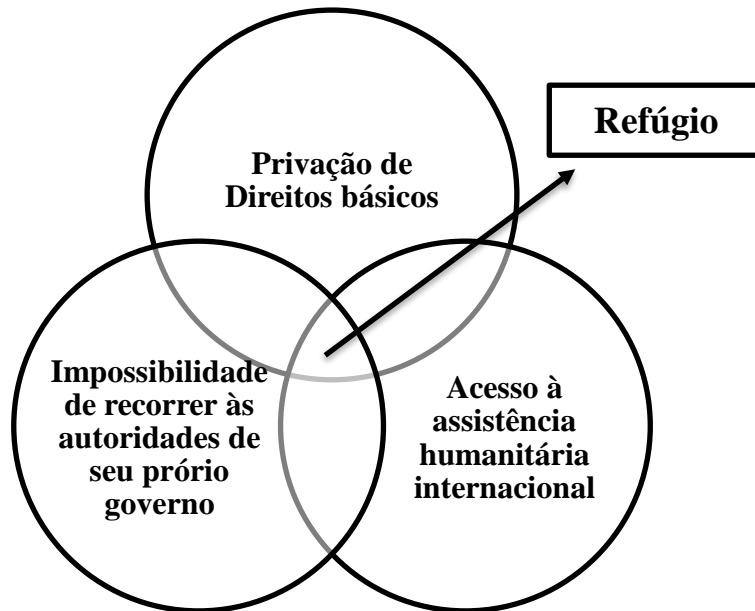 Refúgio
Privação de
Direitos básicos
Impossibilidade
de recorrer às
autoridades de
seu prório
governo
Acesso à
assistência
humanitária
internacional